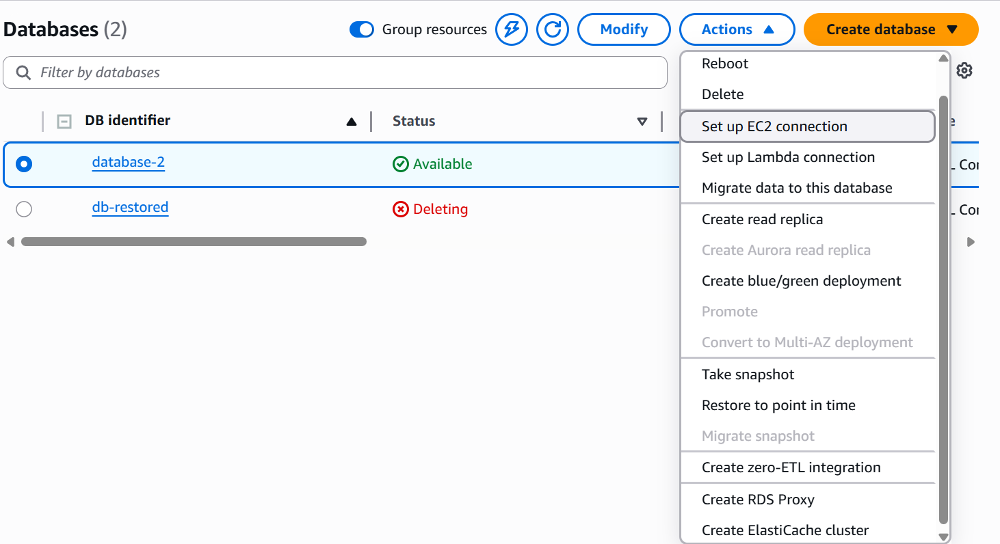 Databases (2)
Group resources
Modify
Actions
Create database
Filter by databases
DB identifier
Status
database-2
Available
db-restored
Deleting
Reboot
Delete
Set up EC2 connection
Set up Lambda connection
Migrate data to this database
Create read replica
Create Aurora read replica
Create blue/green deployment
Promote
Convert to Multi-AZ deployment
Take snapshot
Restore to point in time
Migrate snapshot
Create zero-ETL integration
Create RDS Proxy
Create ElastiCache cluster